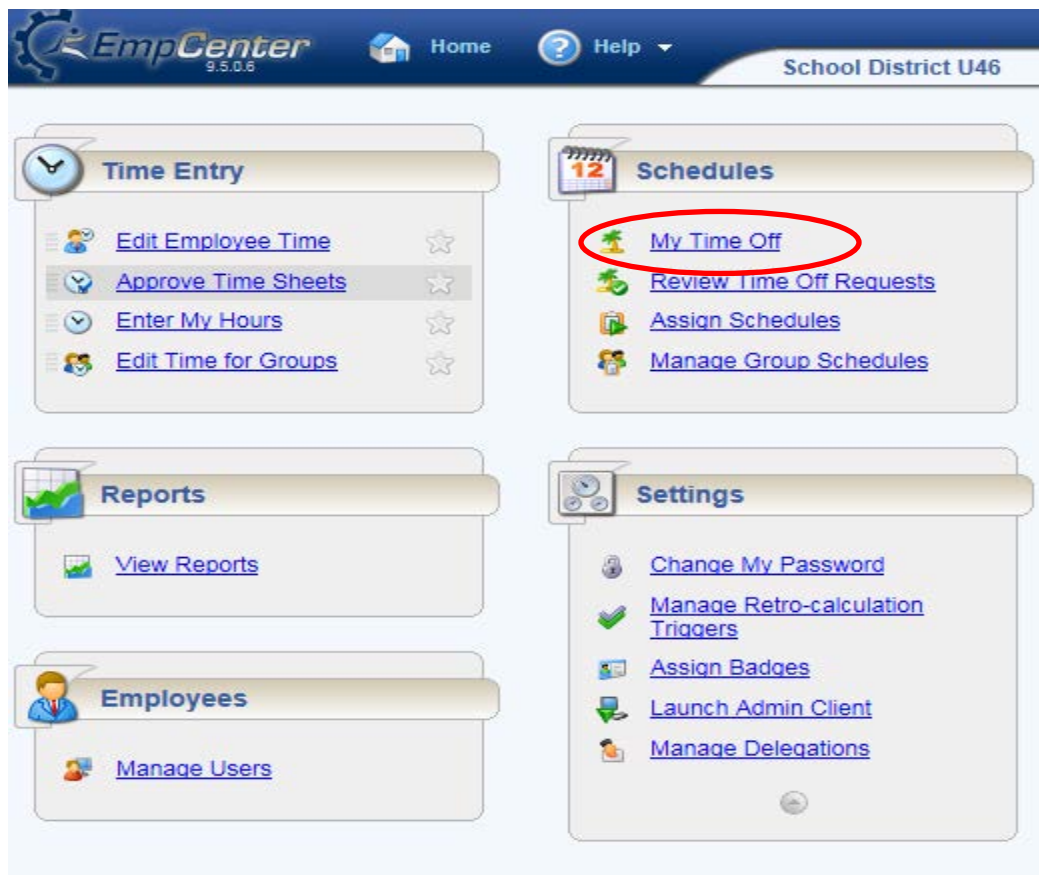 EmpCenter
9.5.0.6
Home
Help
School District U46
Time Entry
Edit Employee Time
Approve Time Sheets
Enter My Hours
Edit Time for Groups
12
Schedules
My Time Off
Review Time Off Requests
Assign Schedules
Manage Group Schedules
Reports
View Reports
Settings
Change My Password
Manage Retro-calculation
Triggers
Assign Badges
Launch Admin Client
Manage Delegations
Employees
Manage Users